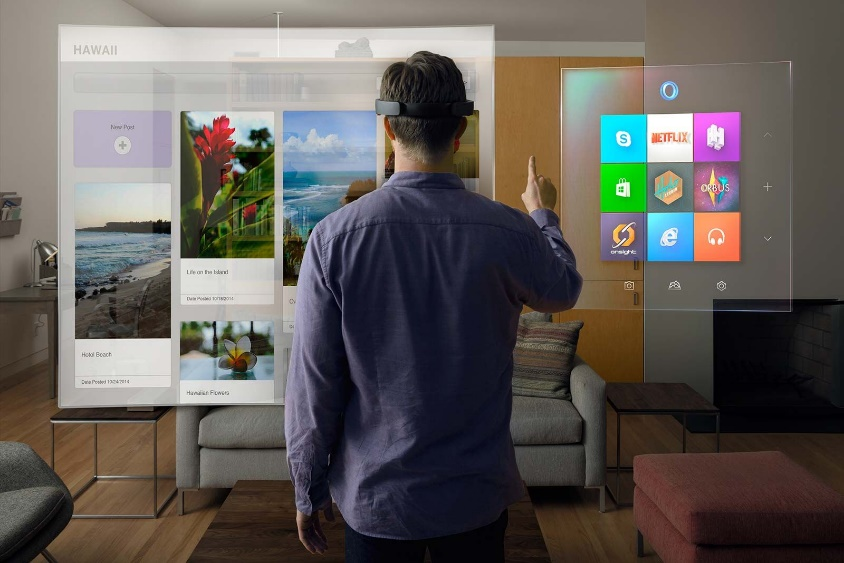 HAWAII
New Post
Life on the Island
Hotel Beach
Hawaiian Flowers
S
NETFLIX
ORBUS
onsight